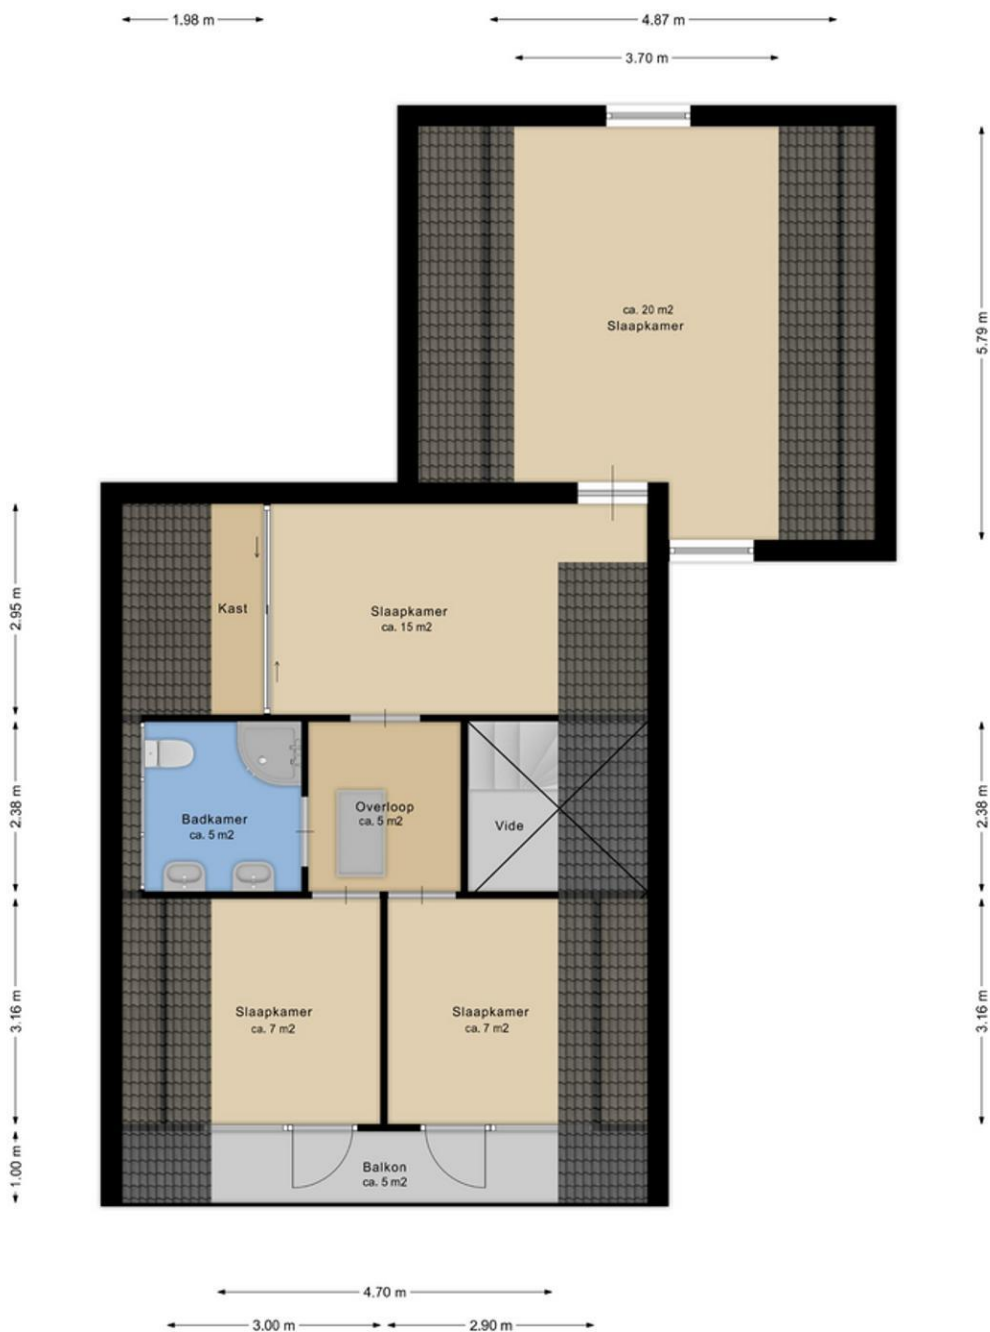 1.98 m
4.87 m
3.70 m
5.79 m
ca. 20 m2
Slaapkamer
2.95 m
Kast
Slaapkamer
ca. 15 m2
2.38 m
Badkamer
ca. 5 m2
Overloop
ca. 5 m2
Vide
2.38 m
3.16 m
Slaapkamer
ca. 7 m2
Slaapkamer
ca. 7 m2
3.16 m
1.00 m
Balkon
ca. 5 m2
4.70 m
3.00 m
2.90 m